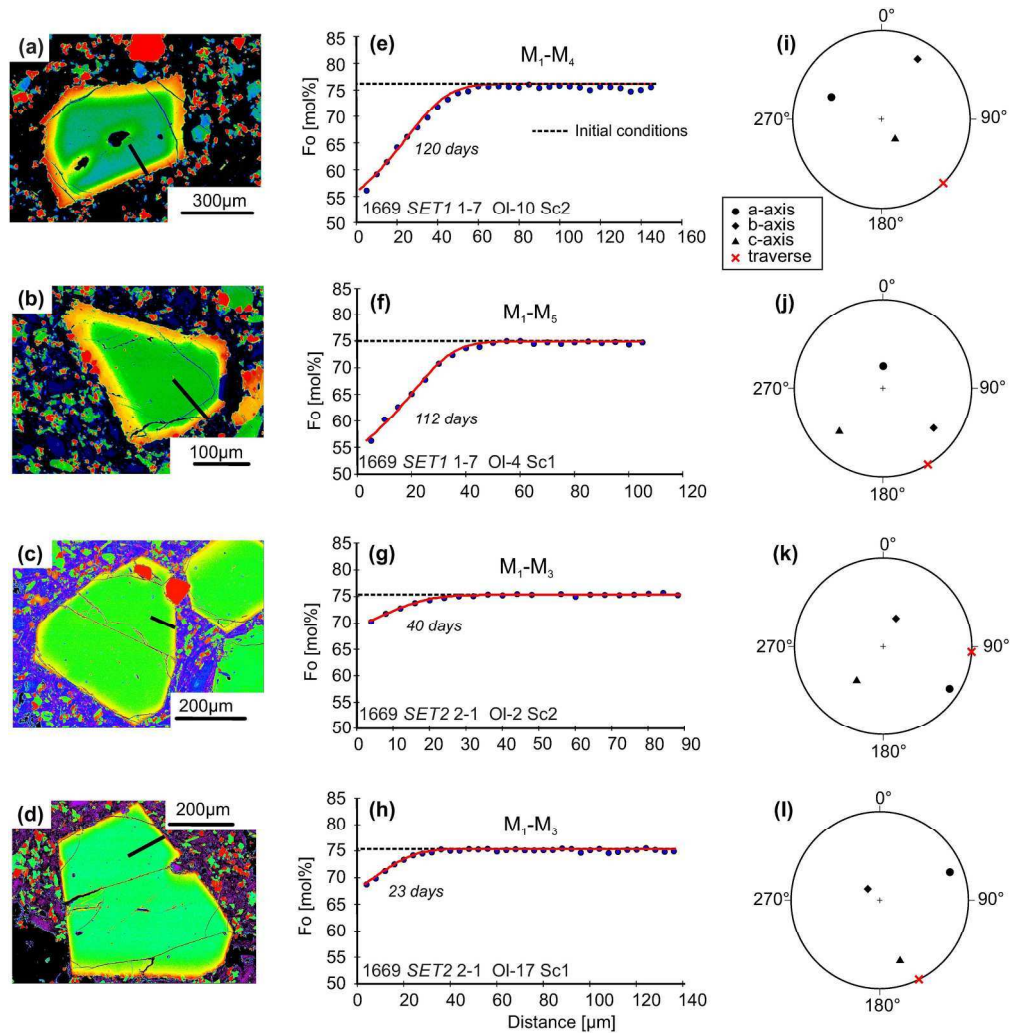 (a)
300µm
(e)
85
80
75
70
65
60
55
50
Fo [mol%]
M₁-M₄
Initial conditions
120 days
1669 SET1 1-7 Ol-10 Sc2
0 20 40 60 80 100 120 140 160
(i)
0°
270°
90°
180°
a-axis
b-axis
c-axis
traverse
(b)
100µm
(f)
85
80
75
70
65
60
55
50
Fo [mol%]
M₁-M₅
112 days
1669 SET1 1-7 Ol-4 Sc1
0 20 40 60 80 100 120
(j)
0°
270°
90°
180°
(c)
200µm
(g)
85
80
75
70
65
60
55
50
Fo [mol%]
M₁-M₃
40 days
1669 SET2 2-1 Ol-2 Sc2
0 10 20 30 40 50 60 70 80 90
(k)
0°
270°
90°
180°
(d)
200µm
(h)
85
80
75
70
65
60
55
50
Fo [mol%]
M₁-M₃
23 days
1669 SET2 2-1 Ol-17 Sc1
0 20 40 60 80 100 120 140
Distance [µm]
(l)
0°
270°
90°
180°